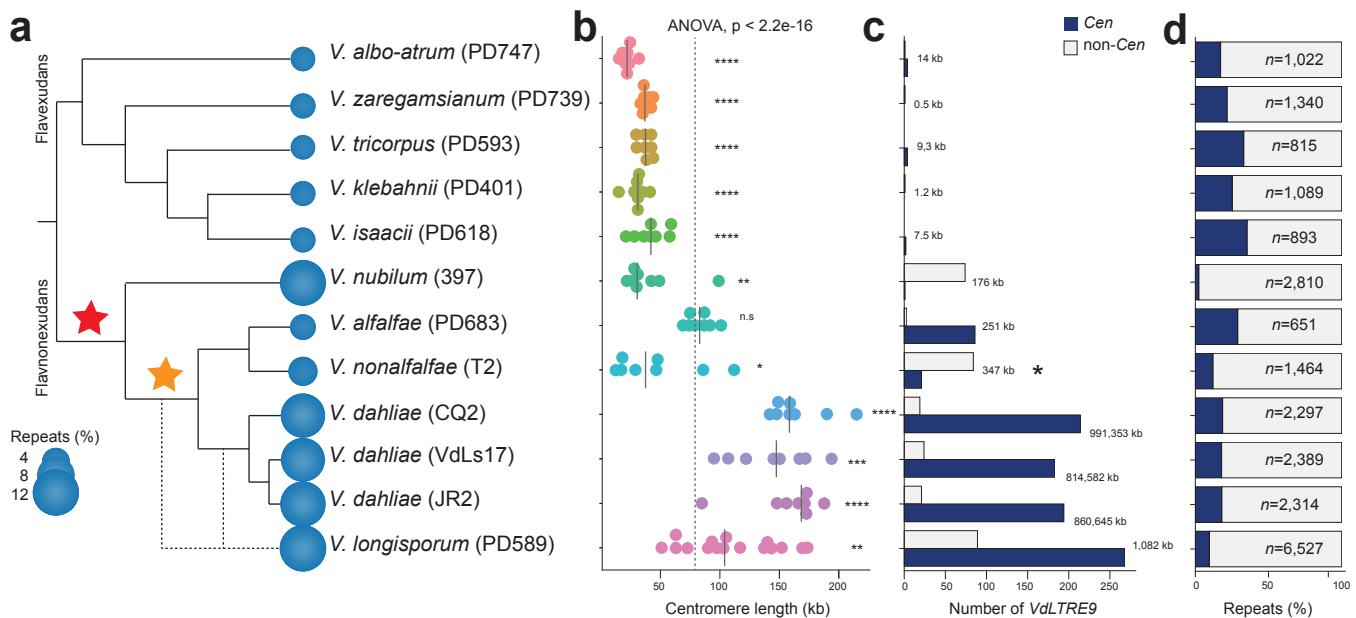 a
Flavexudans
Flavnonexudans
V. albo-atrum (PD747)
V. zaregamsianum (PD739)
V. tricorpus (PD593)
V. klebahnii (PD401)
V. isaacii (PD618)
V. nubilum (397)
V. alfalfae (PD683)
V. nonalfalfae (T2)
V. dahliae (CQ2)
V. dahliae (VdLs17)
V. dahliae (JR2)
V. longisporum (PD589)
Repeats (%)
4
8
12
b
ANOVA, p < 2.2e-16
****
****
****
****
****
**
n.s
*
****
***
****
**
50
100
150
200
Centromere length (kb)
c
Cen
non-Cen
14 kb
0.5 kb
9,3 kb
1.2 kb
7.5 kb
176 kb
251 kb
347 kb *
991,353 kb
814,582 kb
860,645 kb
1,082 kb
0
50
100
150
200
250
Number of VdLTRE9
d
n=1,022
n=1,340
n=815
n=1,089
n=893
n=2,810
n=651
n=1,464
n=2,297
n=2,389
n=2,314
n=6,527
0
50
100
Repeats (%)